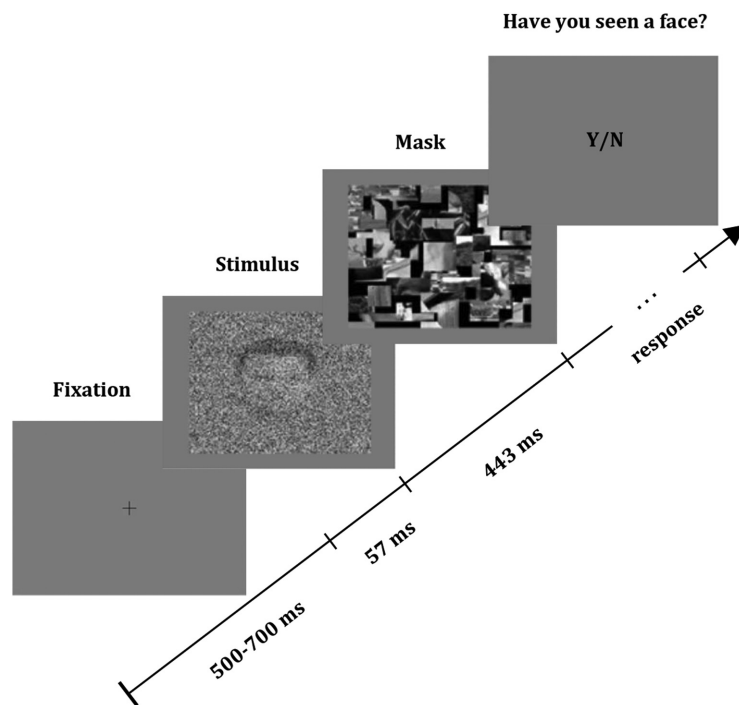 Have you seen a face?
Y/N
Mask
Stimulus
Fixation
500-700 ms
57 ms
443 ms
...
response